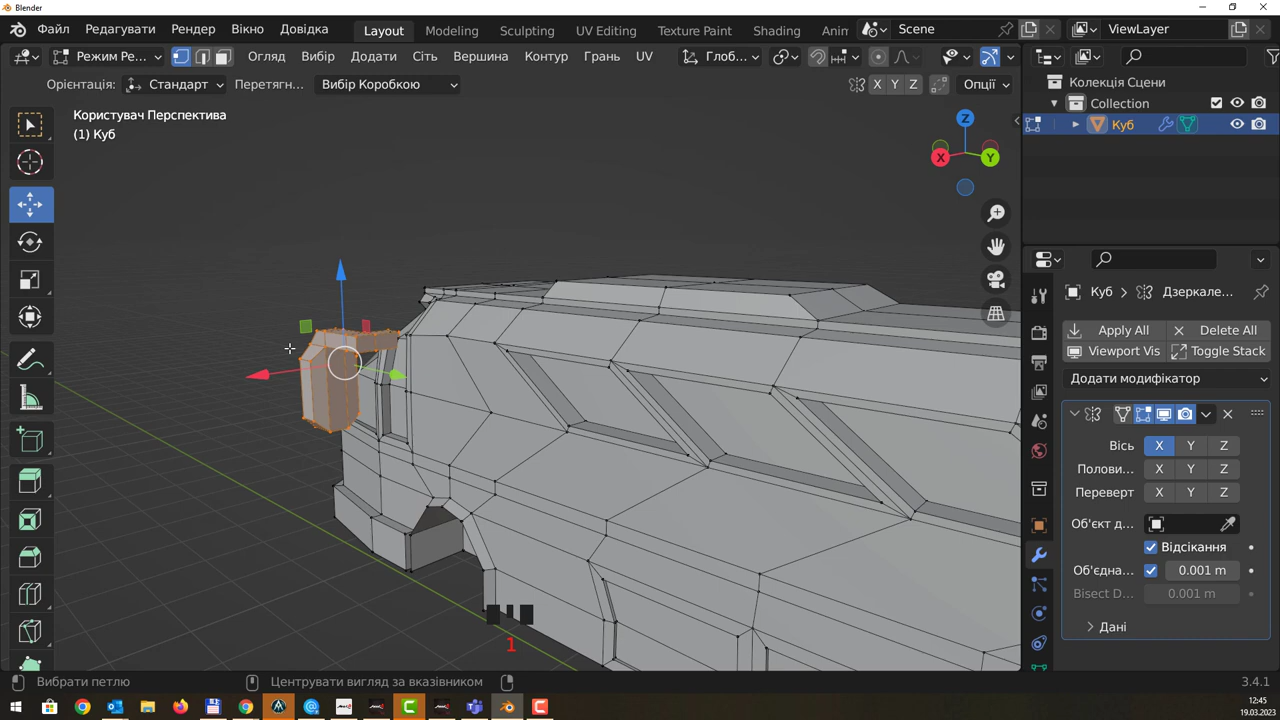 Blender
Файл Редагувати Рендер Вікно Довідка Layout Modeling Sculpting UV Editing Texture Paint Shading Anin Scene ViewLayer
Режим Ре... Огляд Вибір Додати Сіть Вершина Контур Грань UV Глоб...
Орієнтація: Стандарт Перетягн... Вибір Коробкою X Y Z Опції
Користувач Перспектива
(1) Куб
Z
X
Y
1
Колекція Сцени
Collection
Куб
Куб Дзеркале...
Apply All Delete All
Viewport Vis Toggle Stack
Додати модифікатор
Вісь X Y Z
Полови... X Y Z
Переверт X Y Z
Об'єкт д...
Відсікання
Об'єдна... 0.001 m
Bisect D... 0.001 m
Дані
Вибрати петлю Центрувати вигляд за вказівником 3.4.1
12:45
19.03.2023